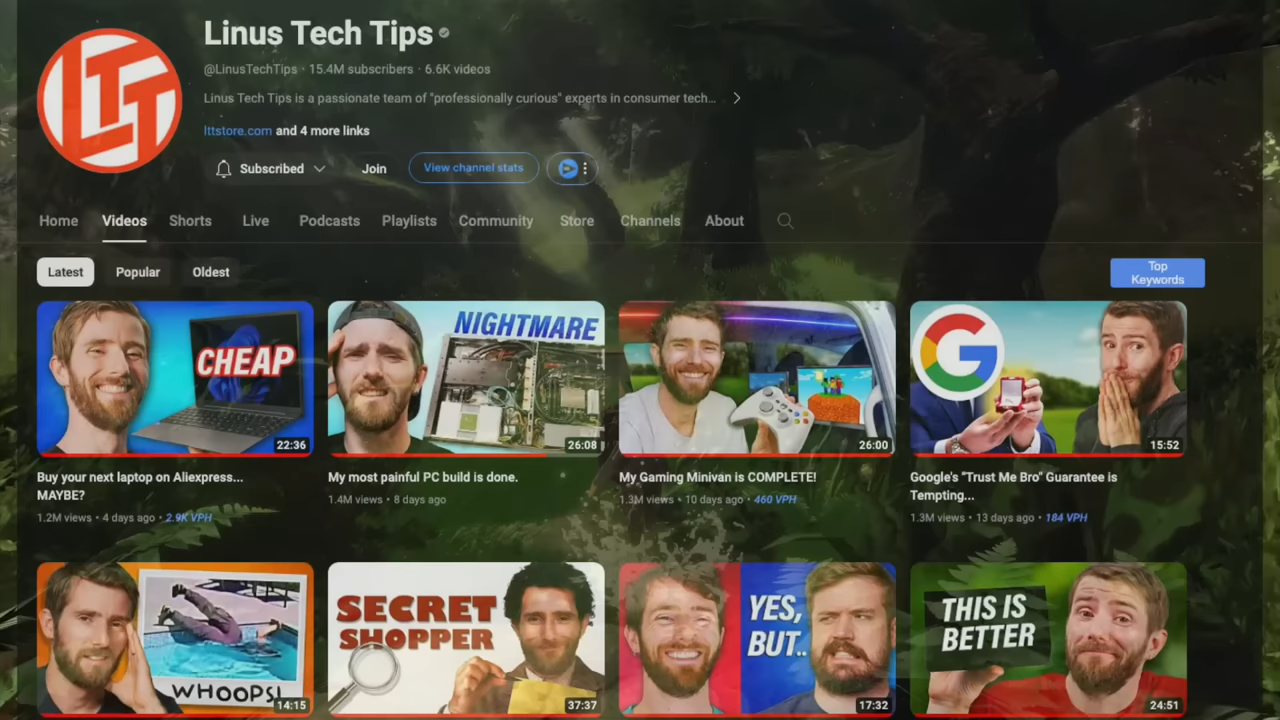 Linus Tech Tips
@LinusTechTips · 15.4M subscribers · 6.6K videos
LTT
Linus Tech Tips is a passionate team of "professionally curious" experts in consumer tech...
lttstore.com and 4 more links
Subscribed Join View channel stats
Home Videos Shorts Live Podcasts Playlists Community Store Channels About
Latest Popular Oldest
Top
Keywords
CHEAP
22:36
NIGHTMARE
26:08
26:00
G
15:52
Buy your next laptop on Aliexpress...
MAYBE?
1.2M views • 4 days ago • 2.9K VPH
My most painful PC build is done.
1.4M views • 8 days ago
My Gaming Minivan is COMPLETE!
1.3M views • 10 days ago • 460 VPH
Google's "Trust Me Bro" Guarantee is
Tempting...
1.3M views • 13 days ago • 184 VPH
WHOOPS!
14:15
SECRET
SHOPPER
37:37
YES,
BUT..
17:32
THIS IS
BETTER
24:51